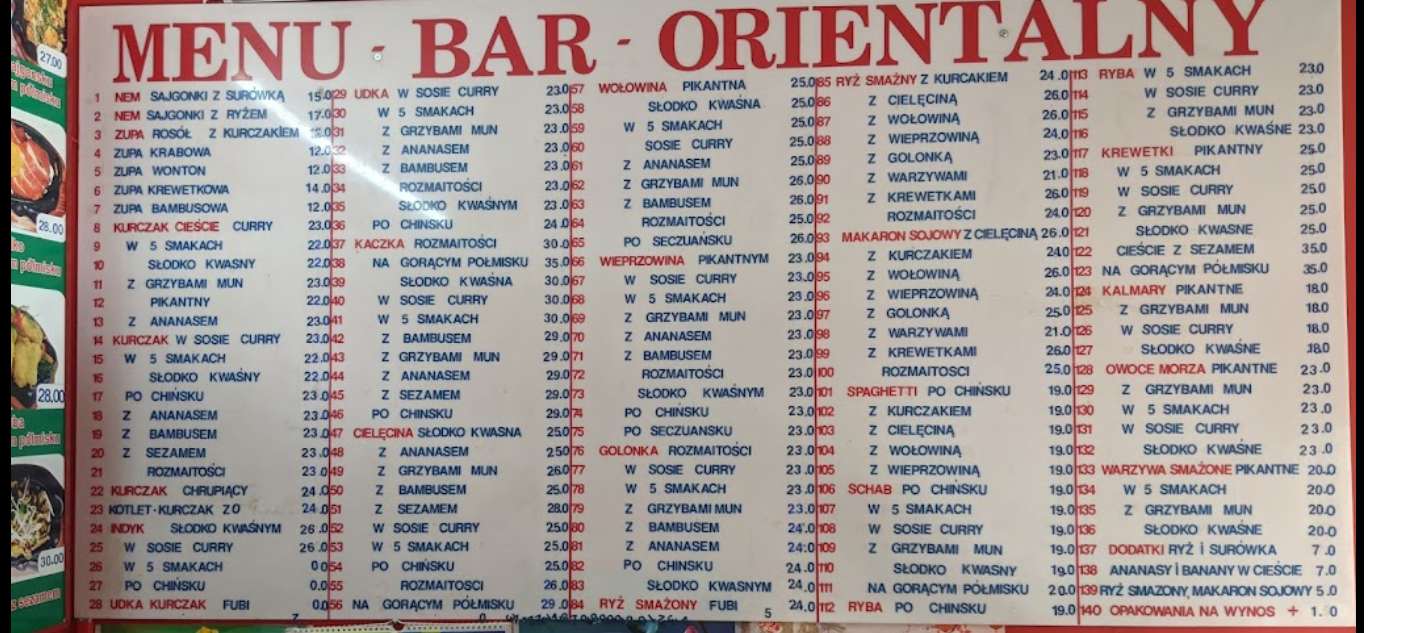 MENU - BAR - ORIENTALNY
1 NEM SAJGONKI Z SURÓWKĄ 15.0
2 NEM SAJGONKI Z RYŻEM 17.0
3 ZUPA ROSÓŁ Z KURCZAKIEM
4 ZUPA KRABOWA 12.0
5 ZUPA WONTON 12.0
6 ZUPA KREWETKOWA 14.0
7 ZUPA BAMBUSOWA 12.0
8 KURCZAK CIEŚCIE CURRY 23.0
9 W 5 SMAKACH 22.0
10 SŁODKO KWASNY 22.0
11 Z GRZYBAMI MUN 23.0
12 PIKANTNY 22.0
13 Z ANANASEM 23.0
14 KURCZAK W SOSIE CURRY 23.0
15 W 5 SMAKACH 22.0
16 SŁODKO KWAŚNY 22.0
17 PO CHIŃSKU 23.0
18 Z ANANASEM 23.0
19 Z BAMBUSEM 23.0
20 Z SEZAMEM 23.0
21 ROZMAITOŚCI 23.0
22 KURCZAK CHRUPIĄCY 24.0
23 KOTLET-KURCZAK ZO 24.0
24 INDYK SŁODKO KWAŚNYM 26.0
25 W SOSIE CURRY 26.0
26 W 5 SMAKACH 0.0
27 PO CHIŃSKU 0.0
28 UDKA KURCZAK FUBI 0.0
29 UDKA W SOSIE CURRY 23.0
30 W 5 SMAKACH 23.0
31 Z GRZYBAMI MUN 23.0
32 Z ANANASEM 23.0
33 Z BAMBUSEM 23.0
34 ROZMAITOŚCI 23.0
35 SŁODKO KWAŚNYM 23.0
36 PO CHINSKU 24.0
37 KACZKA ROZMAITOŚCI 30.0
38 NA GORĄCYM PÓŁMISKU 35.0
39 SŁODKO KWAŚNA 30.0
40 W SOSIE CURRY 30.0
41 W 5 SMAKACH 30.0
42 Z BAMBUSEM 29.0
43 Z GRZYBAMI MUN 29.0
44 Z ANANASEM 29.0
45 Z SEZAMEM 29.0
46 PO CHINSKU 29.0
47 CIELĘCINA SŁODKO KWASNA 25.0
48 Z ANANASEM 25.0
49 Z GRZYBAMI MUN 26.0
50 Z BAMBUSEM 25.0
51 Z SEZAMEM 28.0
52 W SOSIE CURRY 25.0
53 W 5 SMAKACH 25.0
54 PO CHIŃSKU 25.0
55 ROZMAITOSCI 26.0
56 NA GORĄCYM PÓŁMISKU 29.0
57 WOŁOWINA PIKANTNA 25.0
58 SŁODKO KWAŚNA 25.0
59 W 5 SMAKACH 25.0
60 SOSIE CURRY 25.0
61 Z ANANASEM 25.0
62 Z GRZYBAMI MUN 26.0
63 Z BAMBUSEM 26.0
64 ROZMAITOŚCI 25.0
65 PO SECZUAŃSKU 26.0
66 WIEPRZOWINA PIKANTNYM 23.0
67 W SOSIE CURRY 23.0
68 W 5 SMAKACH 23.0
69 Z GRZYBAMI MUN 23.0
70 Z ANANASEM 23.0
71 Z BAMBUSEM 23.0
72 ROZMAITOŚCI 23.0
73 SŁODKO KWAŚNYM 23.0
74 PO CHIŃSKU 23.0
75 PO SECZUANSKU 23.0
76 GOLONKA ROZMAITOŚCI 23.0
77 W SOSIE CURRY 23.0
78 W 5 SMAKACH 23.0
79 Z GRZYBAMI MUN 23.0
80 Z BAMBUSEM 24.0
81 Z ANANASEM 24.0
82 PO CHINSKU 24.0
83 SŁODKO KWASNYM 24.0
84 RYŻ SMAŻONY FUBI 24.0
85 RYŻ SMAŻNY Z KURCAKIEM 24.0
86 Z CIELĘCINĄ 26.0
87 Z WOŁOWINĄ 26.0
88 Z WIEPRZOWINĄ 24.0
89 Z GOLONKĄ 23.0
90 Z WARZYWAMI 21.0
91 Z KREWETKAMI 26.0
92 ROZMAITOŚCI 24.0
93 MAKARON SOJOWY Z CIELĘCINĄ 26.0
94 Z KURCZAKIEM 24.0
95 Z WOŁOWINĄ 26.0
96 Z WIEPRZOWINĄ 24.0
97 Z GOLONKĄ 25.0
98 Z WARZYWAMI 21.0
99 Z KREWETKAMI 26.0
100 ROZMAITOSCI 25.0
101 SPAGHETTI PO CHIŃSKU 19.0
102 Z KURCZAKIEM 19.0
103 Z CIELĘCINĄ 19.0
104 Z WOŁOWINĄ 19.0
105 Z WIEPRZOWINĄ 19.0
106 SCHAB PO CHIŃSKU 19.0
107 W 5 SMAKACH 19.0
108 W SOSIE CURRY 19.0
109 Z GRZYBAMI MUN 19.0
110 SŁODKO KWASNY 19.0
111 NA GORĄCYM PÓŁMISKU 20.0
112 RYBA PO CHINSKU 19.0
113 RYBA W 5 SMAKACH 23.0
114 W SOSIE CURRY 23.0
115 Z GRZYBAMI MUN 23.0
116 SŁODKO KWAŚNE 23.0
117 KREWETKI PIKANTNY 25.0
118 W 5 SMAKACH 25.0
119 W SOSIE CURRY 25.0
120 Z GRZYBAMI MUN 25.0
121 SŁODKO KWASNE 25.0
122 CIEŚCIE Z SEZAMEM 35.0
123 NA GORĄCYM PÓŁMISKU 35.0
124 KALMARY PIKANTNE 18.0
125 Z GRZYBAMI MUN 18.0
126 W SOSIE CURRY 18.0
127 SŁODKO KWAŚNE 18.0
128 OWOCE MORZA PIKANTNE 23.0
129 Z GRZYBAMI MUN 23.0
130 W 5 SMAKACH 23.0
131 W SOSIE CURRY 23.0
132 SŁODKO KWAŚNE 23.0
133 WARZYWA SMAŻONE PIKANTNE 20.0
134 W 5 SMAKACH 20.0
135 Z GRZYBAMI MUN 20.0
136 SŁODKO KWAŚNE 20.0
137 DODATKI RYŻ I SURÓWKA 7.0
138 ANANASY I BANANY W CIEŚCIE 7.0
139 RYŻ SMAZONY, MAKARON SOJOWY 5.0
140 OPAKOWANIA NA WYNOS + 1.0
27.00
półmisku
28.00
półmisku
28.00
półmisku
30.00
z sezamem